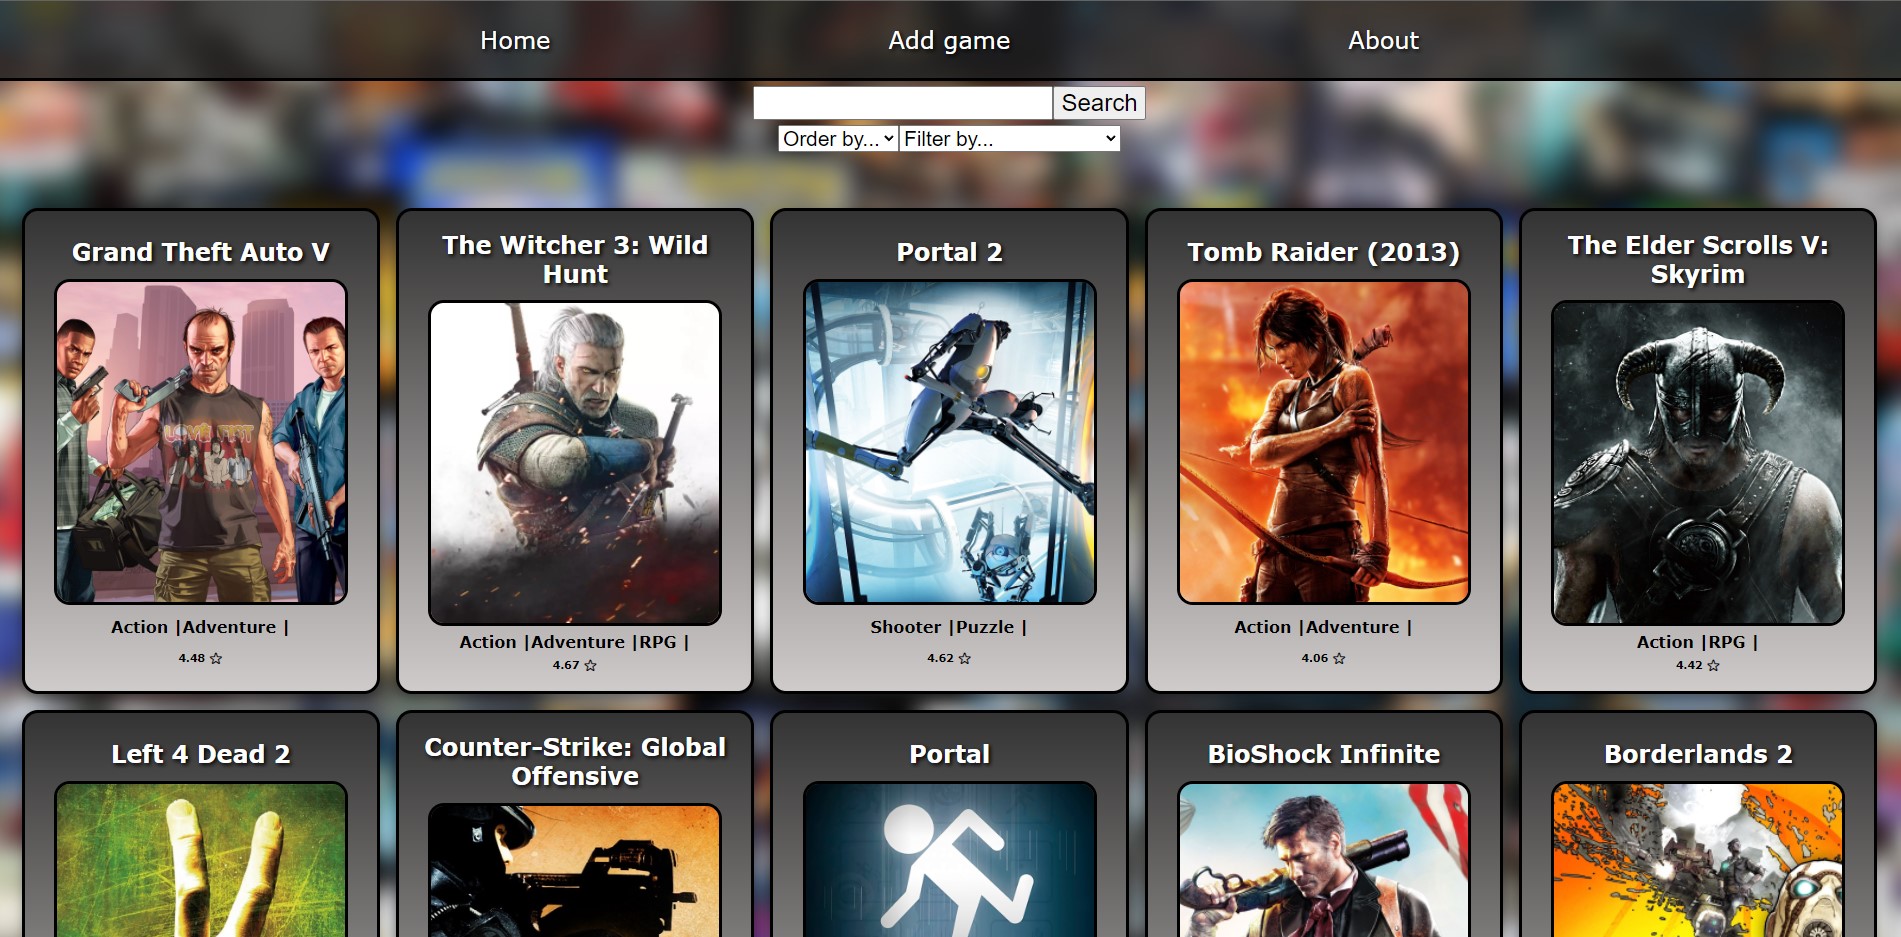 Home Add game About
Search
Order by... Filter by...
Grand Theft Auto V
Action |Adventure |
4.48 ☆
The Witcher 3: Wild
Hunt
Action |Adventure |RPG |
4.67 ☆
Portal 2
Shooter |Puzzle |
4.62 ☆
Tomb Raider (2013)
Action |Adventure |
4.06 ☆
The Elder Scrolls V:
Skyrim
Action |RPG |
4.42 ☆
Left 4 Dead 2
Counter-Strike: Global
Offensive
Portal
BioShock Infinite
Borderlands 2